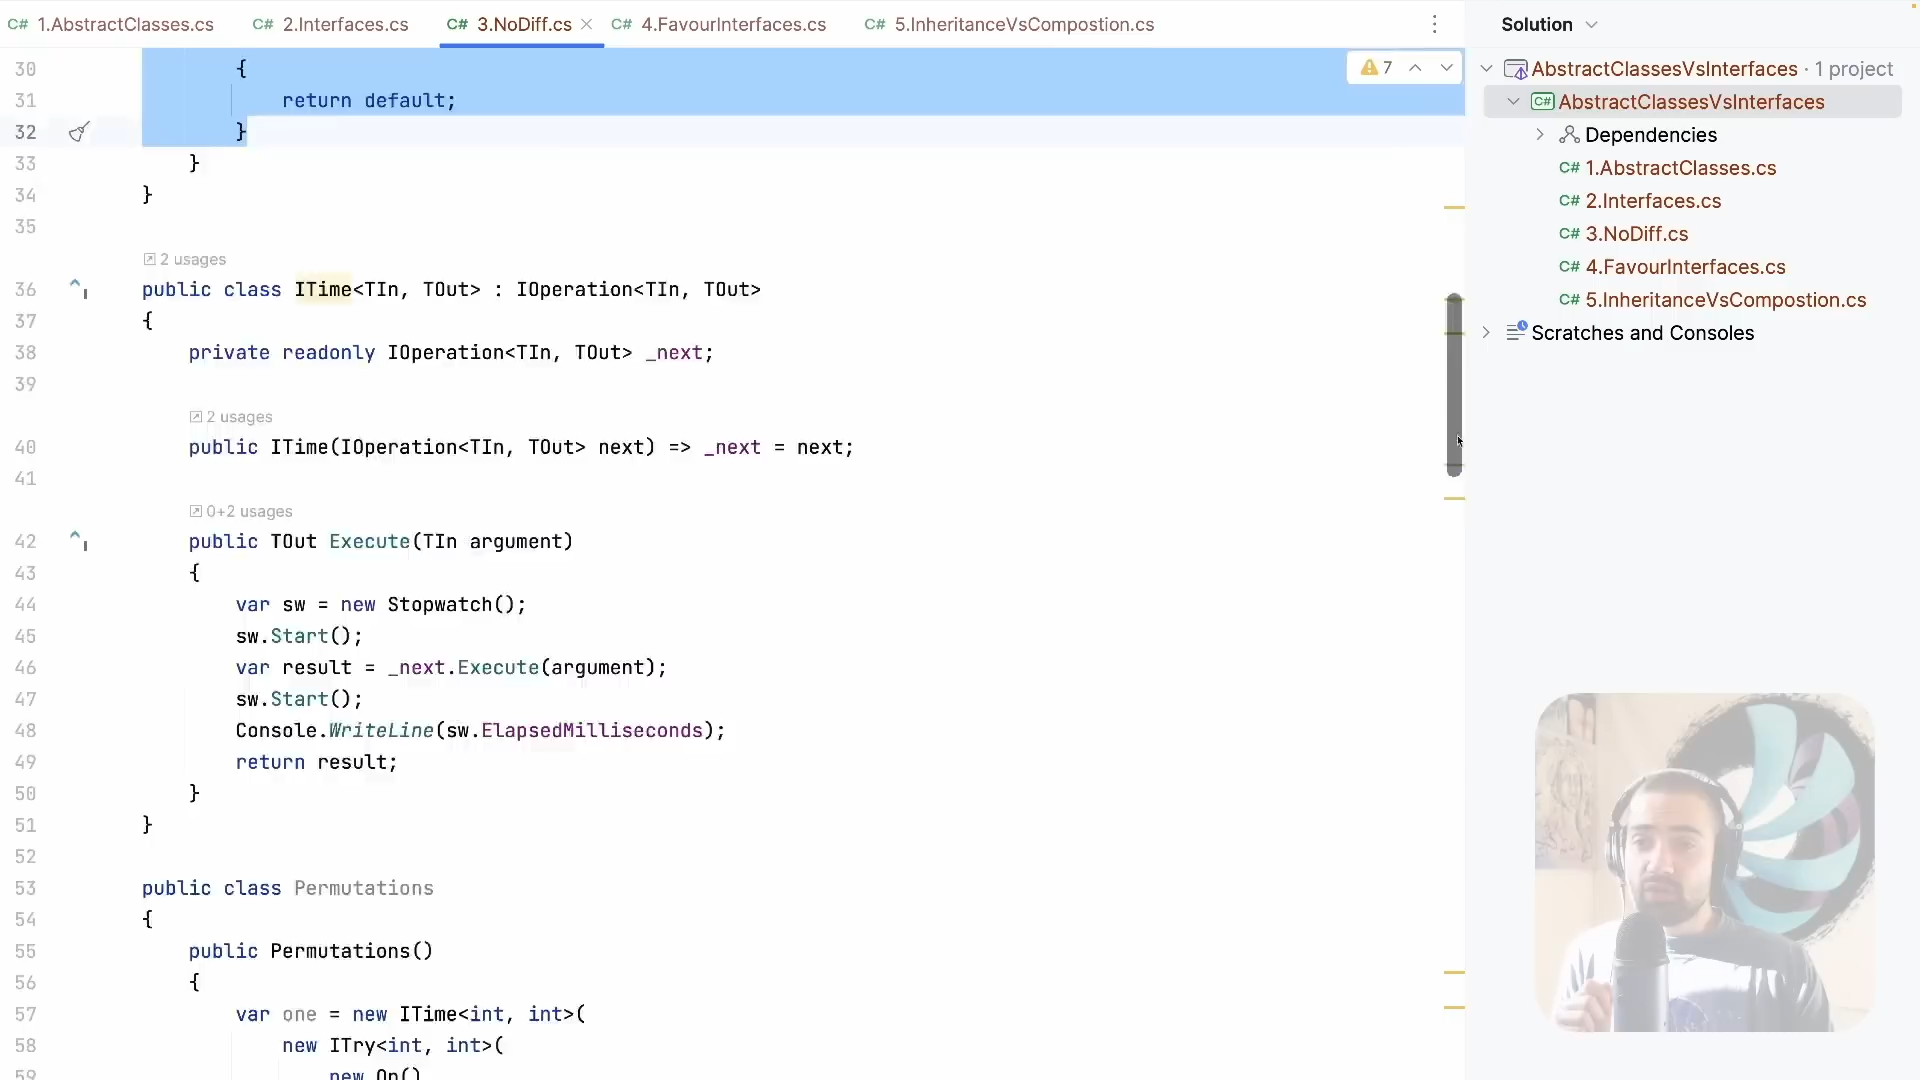 C# 1.AbstractClasses.cs C# 2.Interfaces.cs C# 3.NoDiff.cs C# 4.FavourInterfaces.cs C# 5.InheritanceVsCompostion.cs
30 {
31 return default;
32 }
33 }
34 }
35
2 usages
36 public class ITime<TIn, TOut> : IOperation<TIn, TOut>
37 {
38 private readonly IOperation<TIn, TOut> _next;
39
2 usages
40 public ITime(IOperation<TIn, TOut> next) => _next = next;
41
0+2 usages
42 public TOut Execute(TIn argument)
43 {
44 var sw = new Stopwatch();
45 sw.Start();
46 var result = _next.Execute(argument);
47 sw.Start();
48 Console.WriteLine(sw.ElapsedMilliseconds);
49 return result;
50 }
51 }
52
53 public class Permutations
54 {
55 public Permutations()
56 {
57 var one = new ITime<int, int>(
58 new ITry<int, int>(
59 new Op()
7
Solution
AbstractClassesVsInterfaces · 1 project
C# AbstractClassesVsInterfaces
Dependencies
C# 1.AbstractClasses.cs
C# 2.Interfaces.cs
C# 3.NoDiff.cs
C# 4.FavourInterfaces.cs
C# 5.InheritanceVsCompostion.cs
Scratches and Consoles